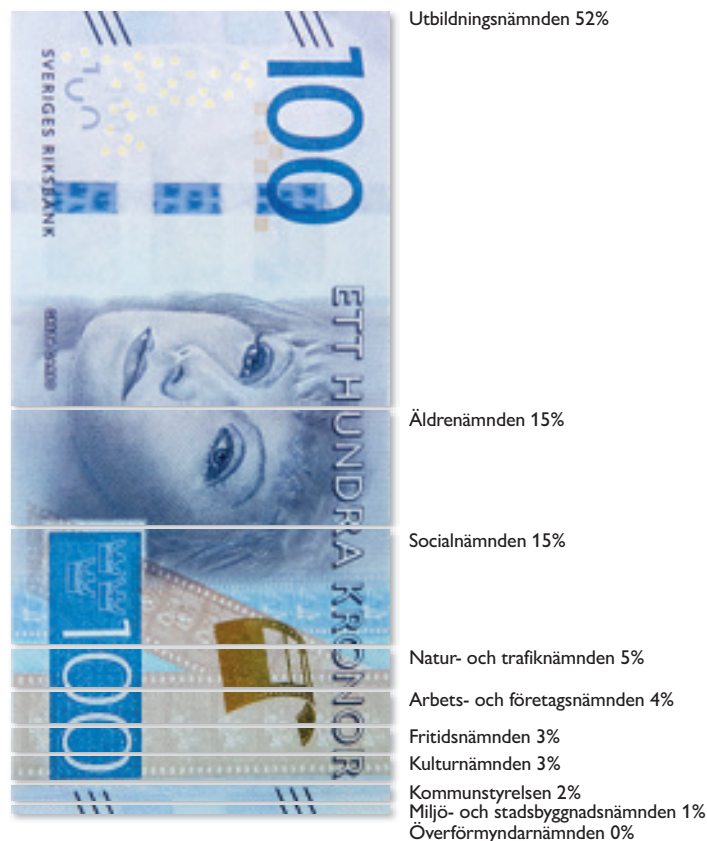 Utbildningsnämnden 52%
100
SVERIGES RIKSBANK
ETT HUNDRA KRONOR
Äldrenämnden 15%
Socialnämnden 15%
100
Natur- och trafiknämnden 5%
Arbets- och företagsnämnden 4%
Fritidsnämnden 3%
Kulturnämnden 3%
Kommunstyrelsen 2%
Miljö- och stadsbyggnadsnämnden 1%
Överförmyndarnämnden 0%